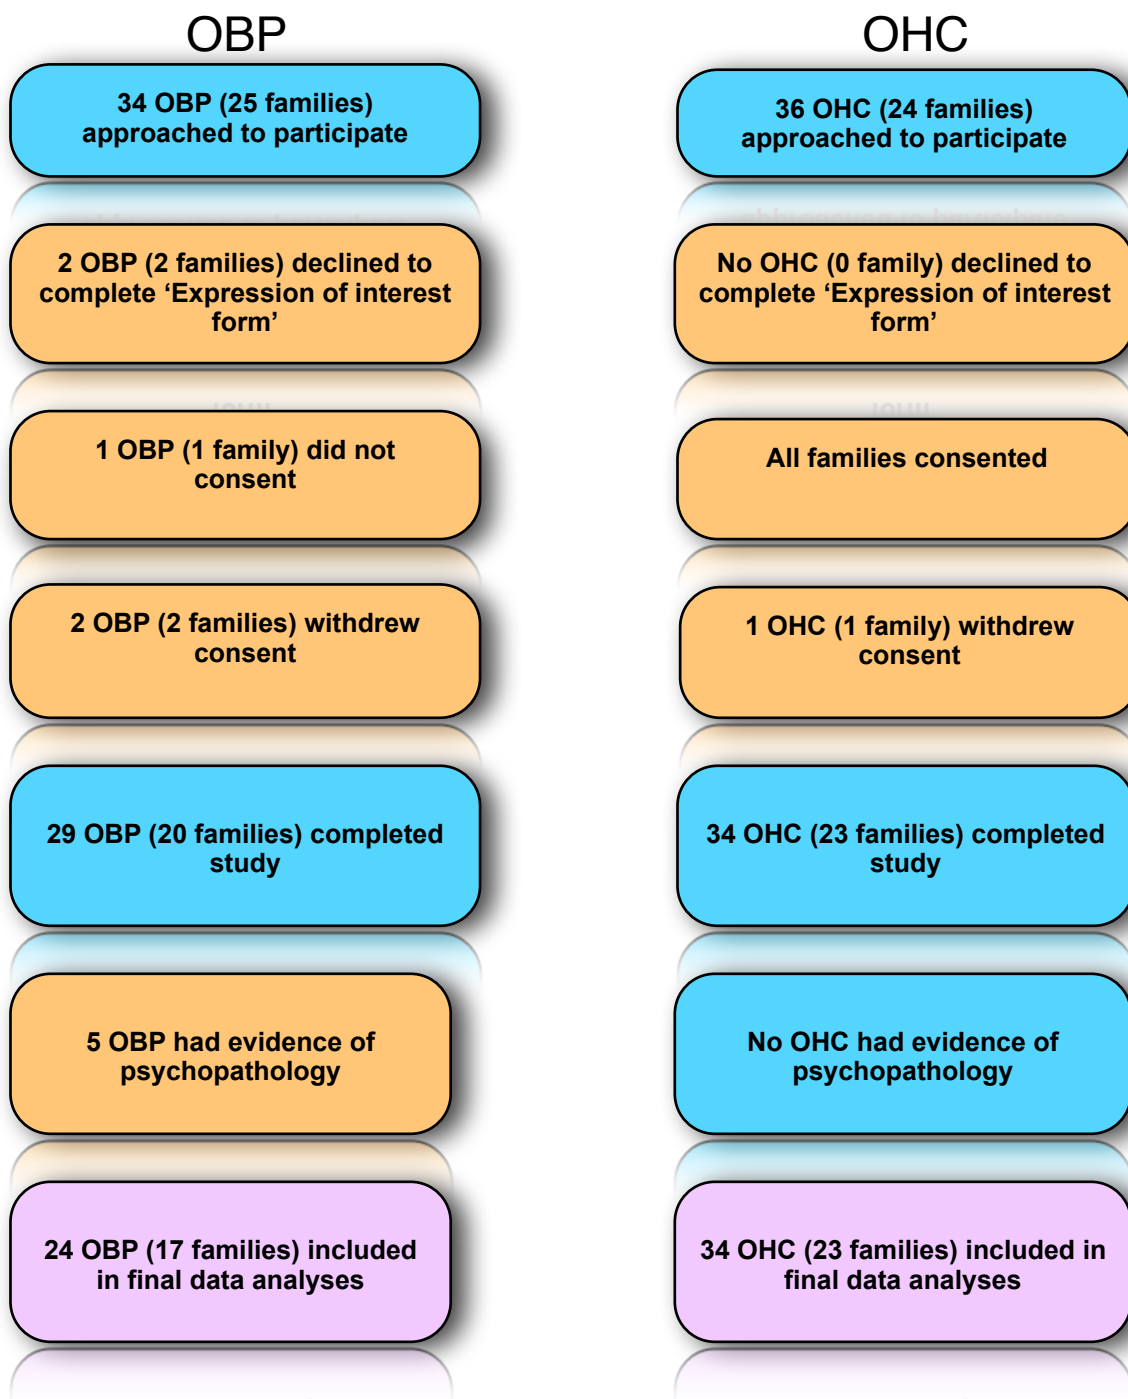 OBP
34 OBP (25 families)
approached to participate
2 OBP (2 families) declined to
complete ‘Expression of interest
form’
1 OBP (1 family) did not
consent
2 OBP (2 families) withdrew
consent
29 OBP (20 families) completed
study
5 OBP had evidence of
psychopathology
24 OBP (17 families) included
in final data analyses
OHC
36 OHC (24 families)
approached to participate
No OHC (0 family) declined to
complete ‘Expression of interest
form’
All families consented
1 OHC (1 family) withdrew
consent
34 OHC (23 families) completed
study
No OHC had evidence of
psychopathology
34 OHC (23 families) included in
final data analyses